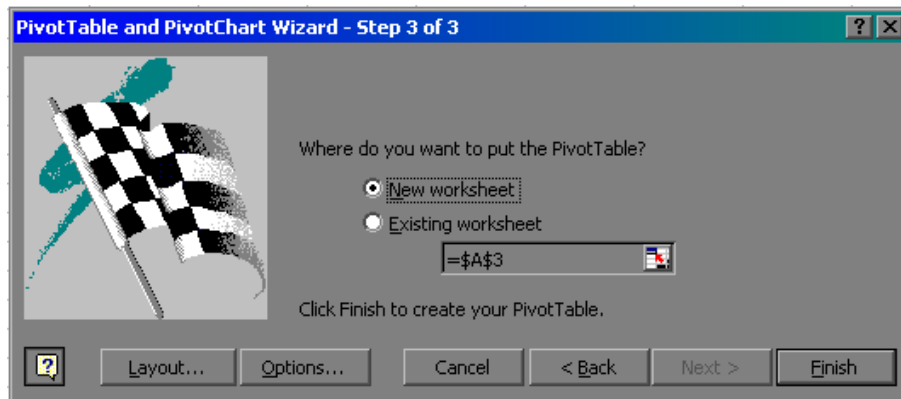 PivotTable and PivotChart Wizard - Step 3 of 3
Where do you want to put the PivotTable?
New worksheet
Existing worksheet
=$A$3
Click Finish to create your PivotTable.
Layout... Options... Cancel < Back Next > Finish